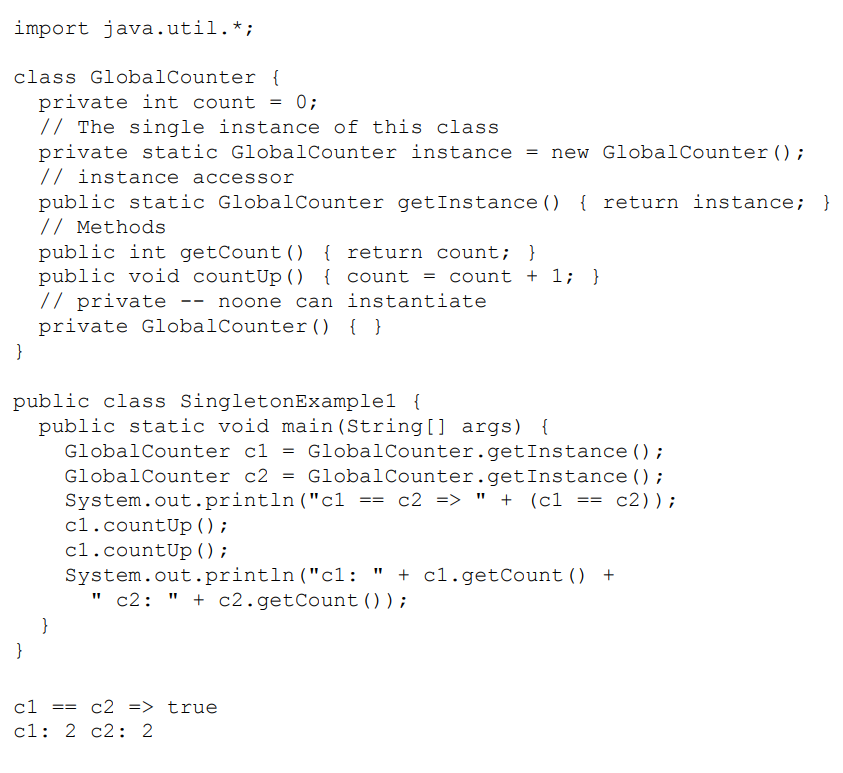 import java.util.*;

class GlobalCounter {
  private int count = 0;
  // The single instance of this class
  private static GlobalCounter instance = new GlobalCounter();
  // instance accessor
  public static GlobalCounter getInstance() { return instance; }
  // Methods
  public int getCount() { return count; }
  public void countUp() { count = count + 1; }
  // private -- noone can instantiate
  private GlobalCounter() { }
}

public class SingletonExample1 {
  public static void main(String[] args) {
    GlobalCounter c1 = GlobalCounter.getInstance();
    GlobalCounter c2 = GlobalCounter.getInstance();
    System.out.println("c1 == c2 => " + (c1 == c2));
    c1.countUp();
    c1.countUp();
    System.out.println("c1: " + c1.getCount() +
      " c2: " + c2.getCount());
  }
}

c1 == c2 => true
c1: 2 c2: 2